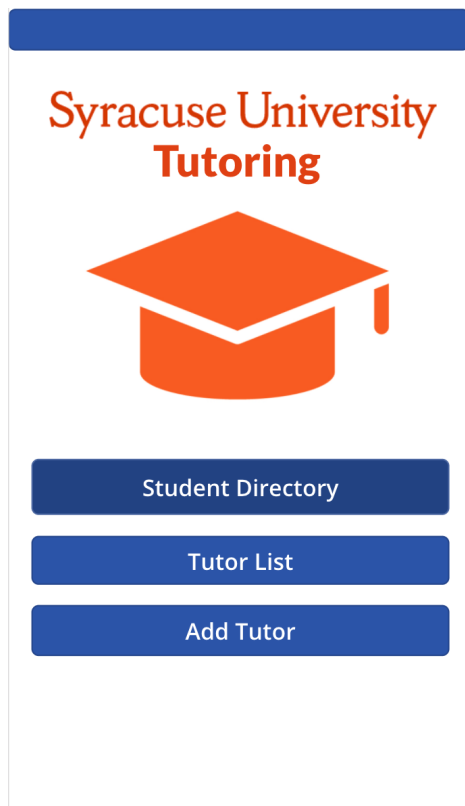 Syracuse University
Tutoring
Student Directory
Tutor List
Add Tutor